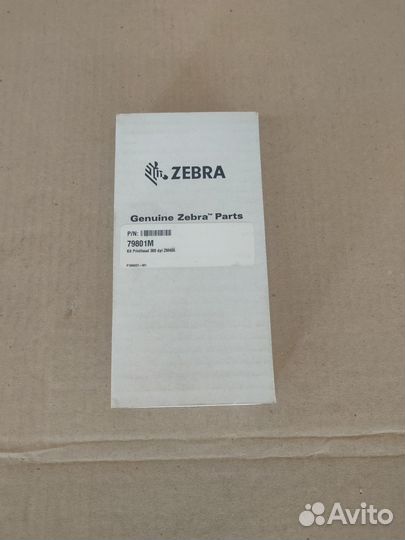 ZEBRA
Genuine Zebra™ Parts
P/N:
79801M
Kit Printhead 300 dpi ZM400
Avito